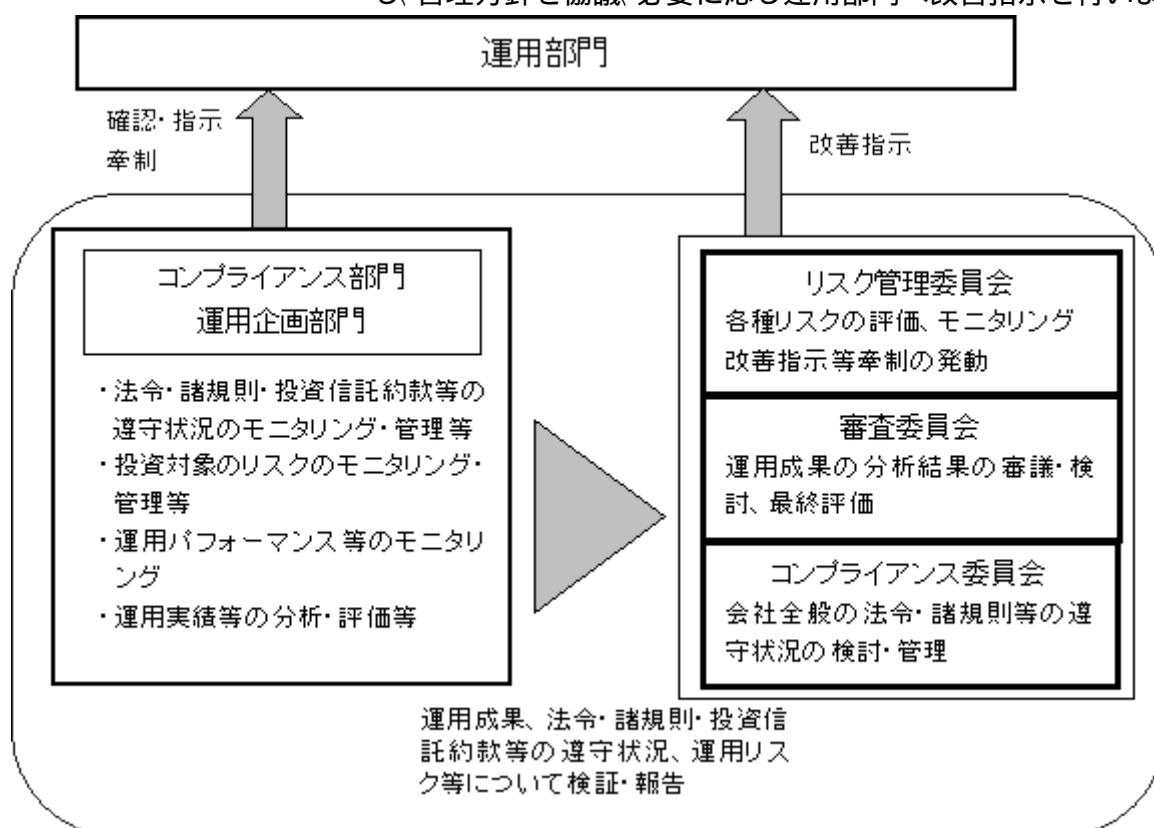 運用部門
確認・指示
牽制
改善指示
コンプライアンス部門
運用企画部門
・法令・諸規則・投資信託約款等の
遵守状況のモニタリング・管理等
・投資対象のリスクのモニタリング・
管理等
・運用パフォーマンス等のモニタリ
ング
・運用実績等の分析・評価等
リスク管理委員会
各種リスクの評価、モニタリング
改善指示等牽制の発動
審査委員会
運用成果の分析結果の審議・検
討、最終評価
コンプライアンス委員会
会社全般の法令・諸規則等の遵
守状況の検討・管理
運用成果、法令・諸規則・投資信
託約款等の遵守状況、運用リス
ク等について検証・報告